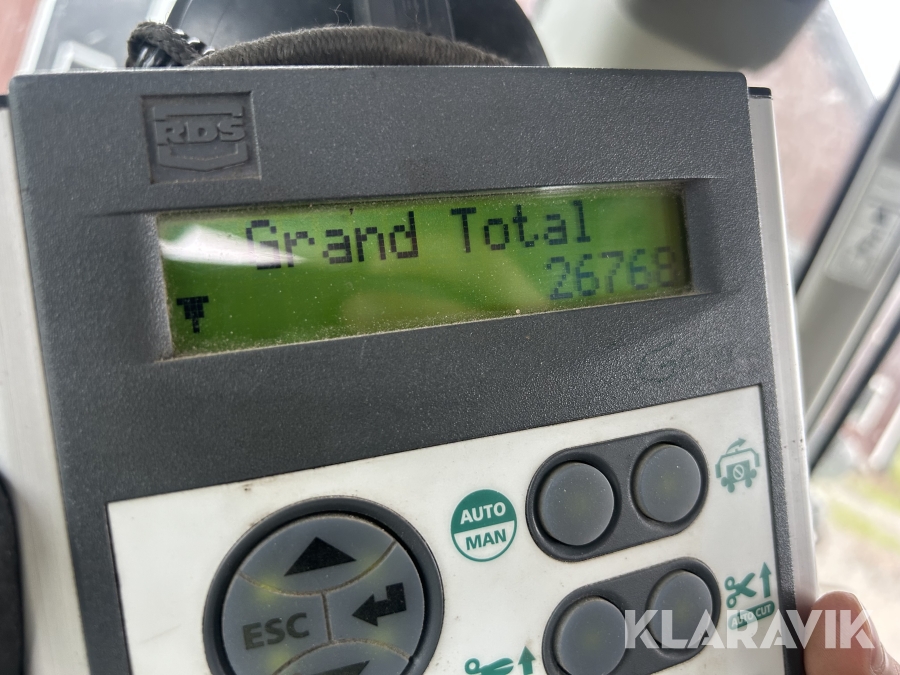 RDS
Grand Total
26768
AUTO
MAN
ESC
AUTO CUT
KLARAVIK